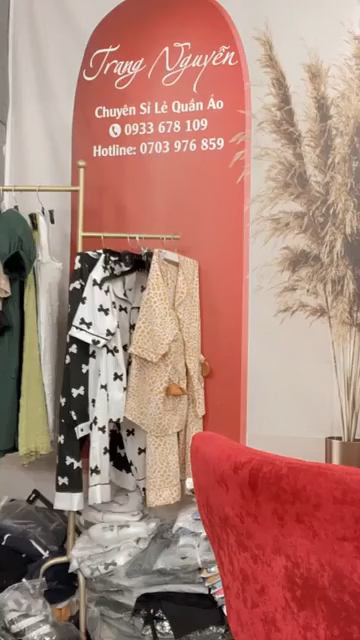 Trang Nguyễn
Chuyên Sỉ Lẻ Quần Áo
0933 678 109
Hotline: 0703 976 859